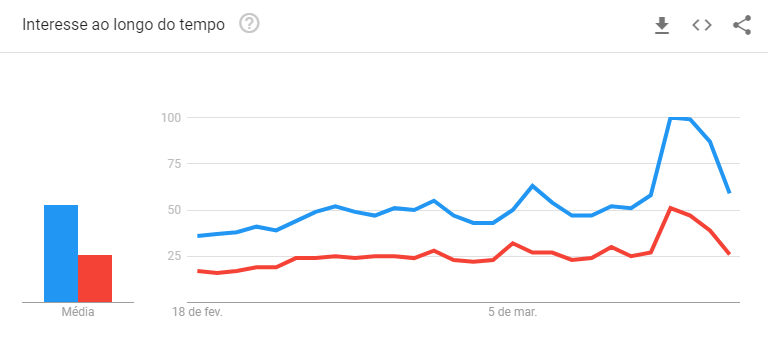 Interesse ao longo do tempo ?
100
75
50
25
Média
18 de fev.
5 de mar.